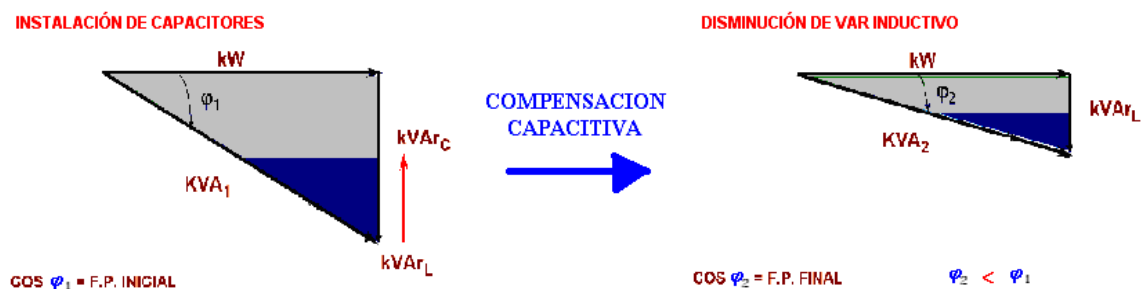 INSTALACIÓN DE CAPACITORES
kW
φ1
kVArC
KVA1
kVArL
COS φ1 = F.P. INICIAL
COMPENSACION
CAPACITIVA
DISMINUCIÓN DE VAR INDUCTIVO
kW
φ2
kVArL
KVA2
COS φ2 = F.P. FINAL
φ2 < φ1